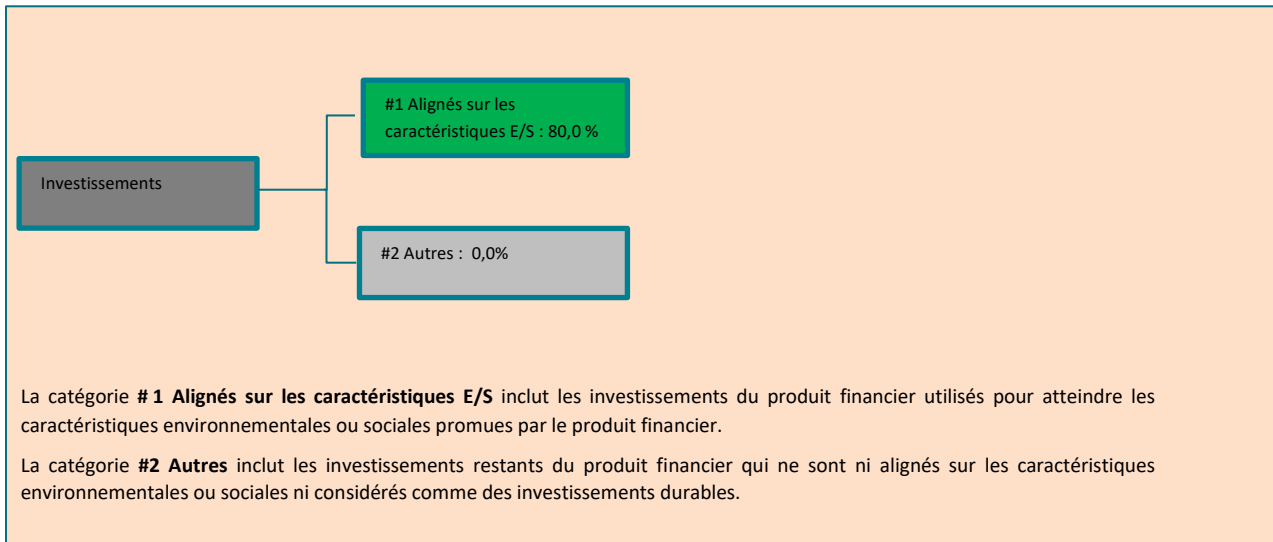 #1 Alignés sur les
caractéristiques E/S : 80,0 %
Investissements
#2 Autres : 0,0%
La catégorie # 1 Alignés sur les caractéristiques E/S inclut les investissements du produit financier utilisés pour atteindre les
caractéristiques environnementales ou sociales promues par le produit financier.
La catégorie #2 Autres inclut les investissements restants du produit financier qui ne sont ni alignés sur les caractéristiques
environnementales ou sociales ni considérés comme des investissements durables.